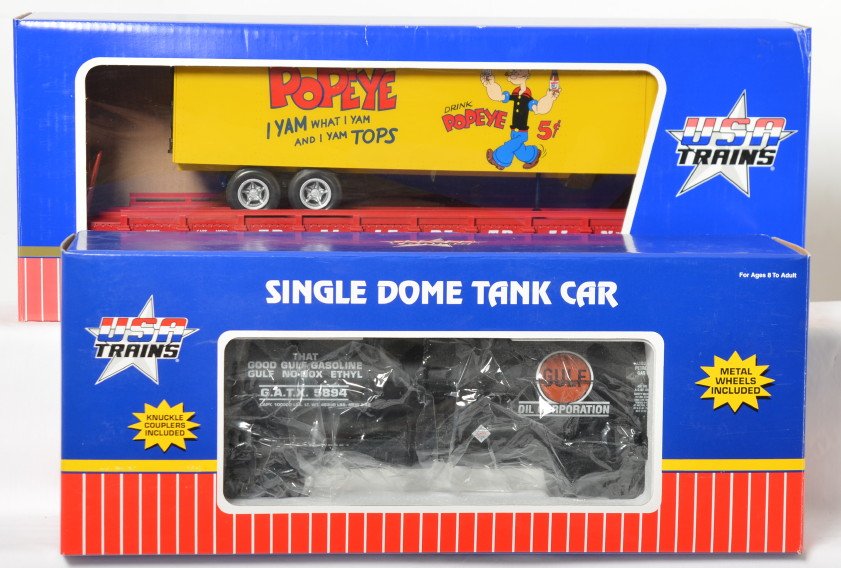 POPEYE
I YAM WHAT I YAM
AND I YAM TOPS
DRINK
POPEYE
5¢
USA
TRAINS
For Ages 8 To Adult
SINGLE DOME TANK CAR
USA
TRAINS
KNUCKLE
COUPLERS
INCLUDED
THAT
GOOD GULF GASOLINE
GULF NO-NOX ETHYL
G.A.T.X. 5894
GULF
OIL CORPORATION
METAL
WHEELS
INCLUDED